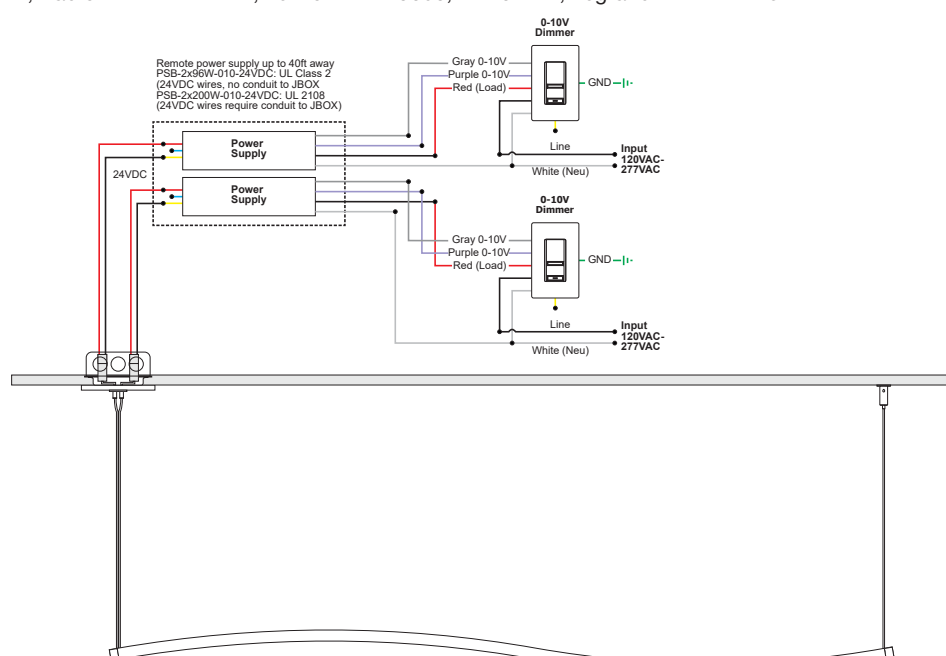 0-10V
Dimmer
Remote power supply up to 40ft away
PSB-2x96W-010-24VDC: UL Class 2
(24VDC wires, no conduit to JBOX
PSB-2x200W-010-24VDC: UL 2108
(24VDC wires require conduit to JBOX)
Gray 0-10V
Purple 0-10V
Red (Load)
GND
Power
Supply
Line
Input
120VAC-
277VAC
White (Neu)
24VDC
Power
Supply
0-10V
Dimmer
Gray 0-10V
Purple 0-10V
Red (Load)
GND
Line
Input
120VAC-
277VAC
White (Neu)